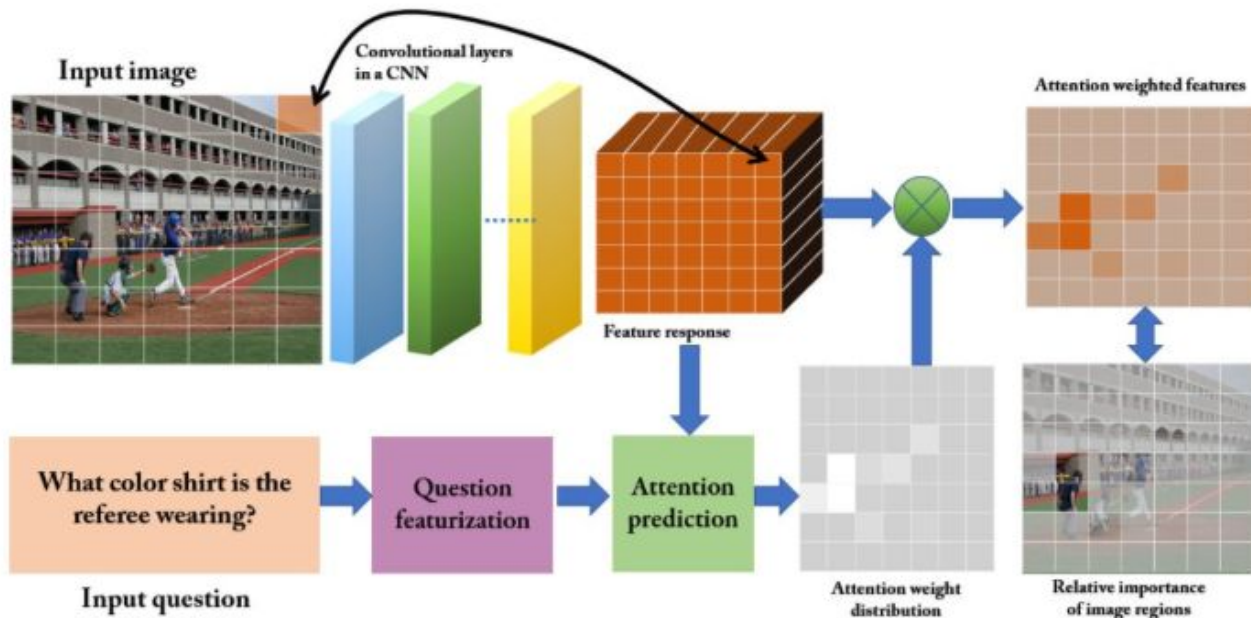 Input image
Convolutional layers
in a CNN
Attention weighted features
Feature response
What color shirt is the
referee wearing?
Question
featurization
Attention
prediction
Input question
Attention weight
distribution
Relative importance
of image regions